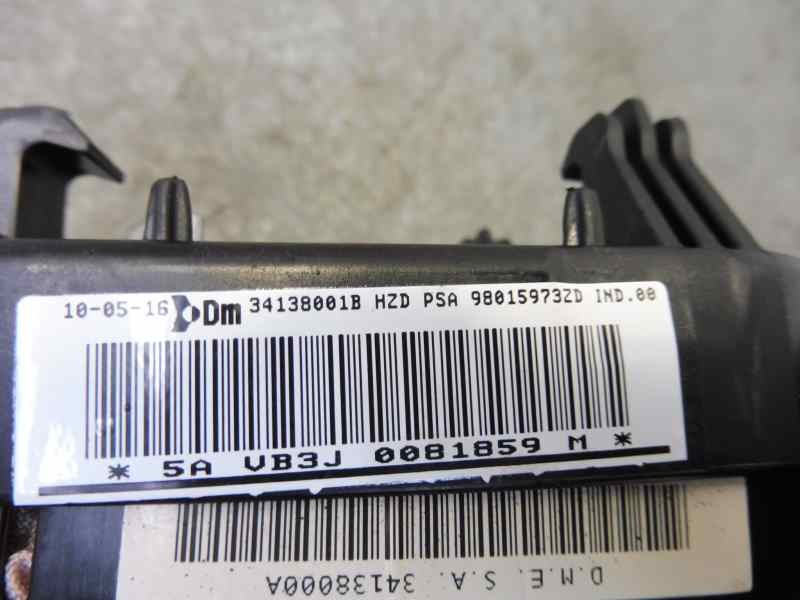 10-05-16 Dm 34138001B HZD PSA 98015973ZD IND.00
* 5A VB3J 0081859 M *
D.M.E. S.A. 34138000A